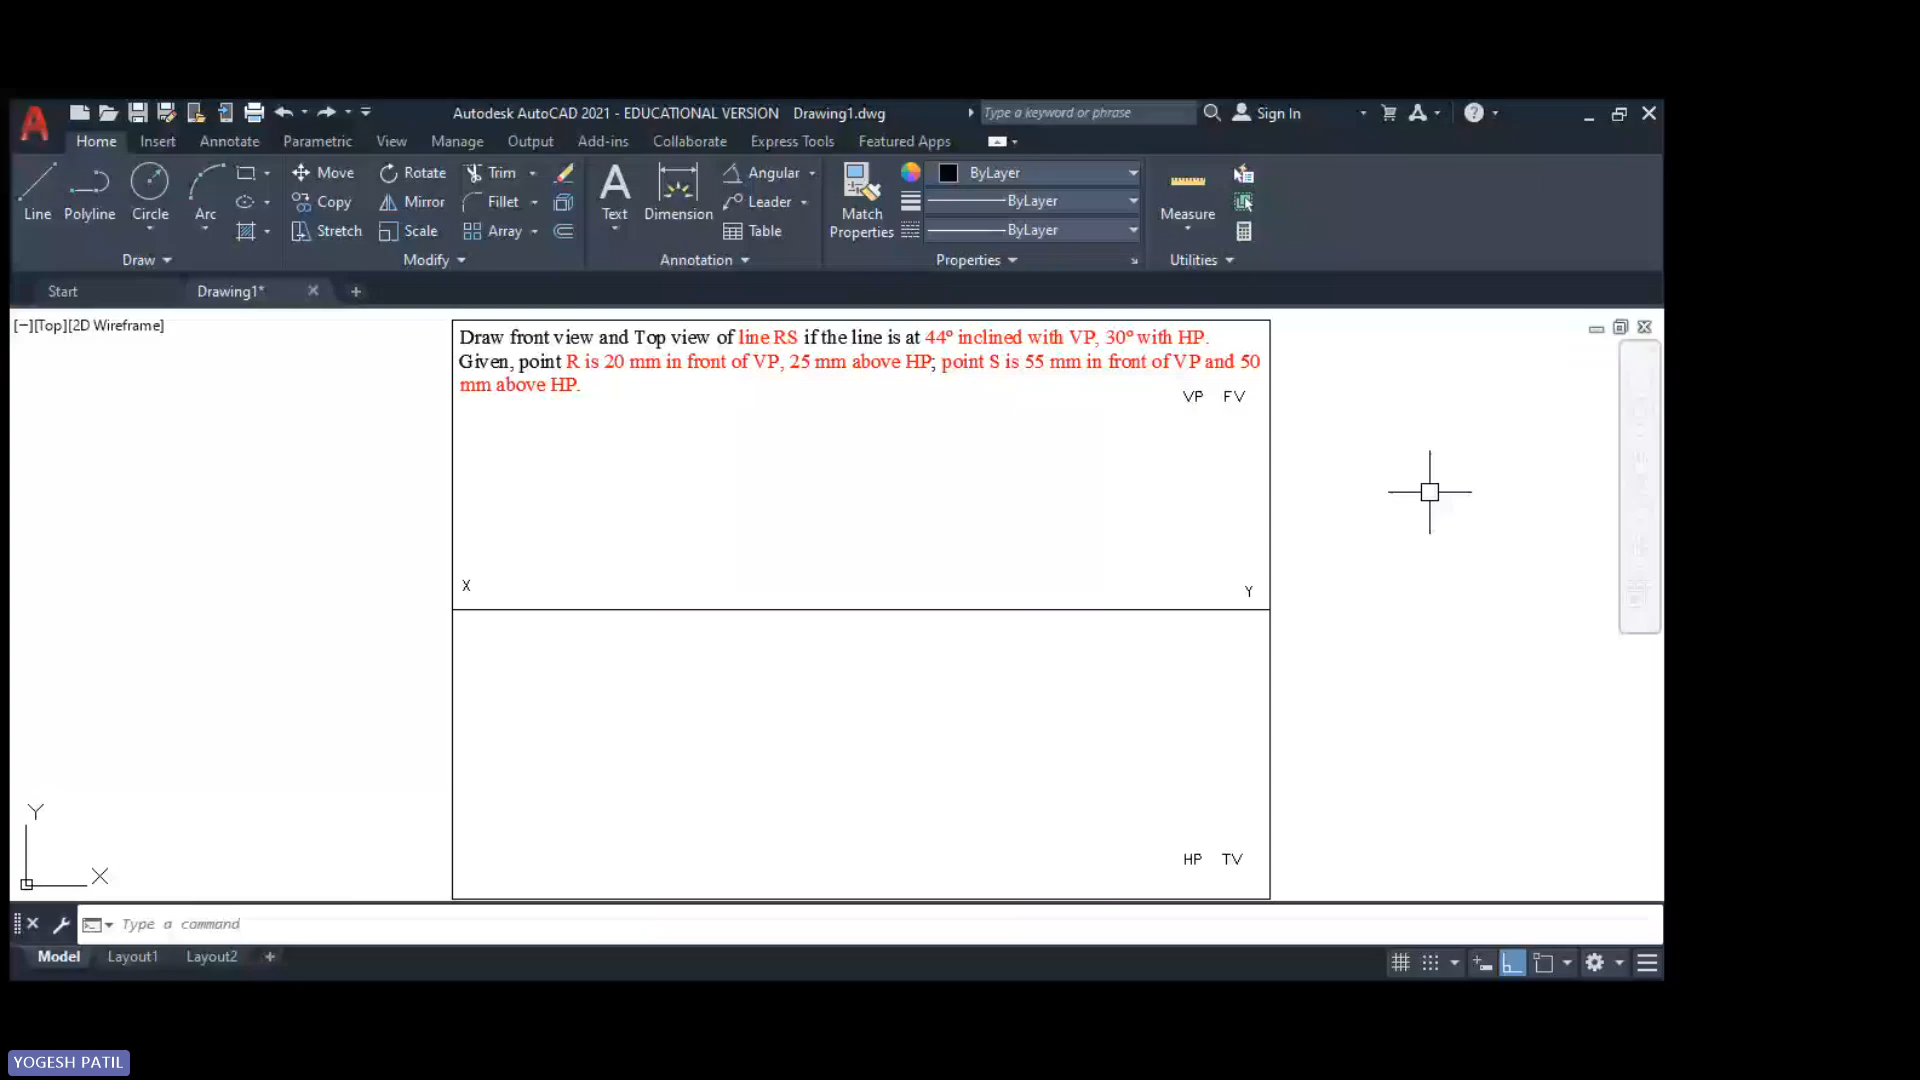 Autodesk AutoCAD 2021 - EDUCATIONAL VERSION Drawing1.dwg
Type a keyword or phrase
Sign In
Home Insert Annotate Parametric View Manage Output Add-ins Collaborate Express Tools Featured Apps
Line Polyline Circle Arc
Draw
Move Rotate Trim
Copy Mirror Fillet
Stretch Scale Array
Modify
Text Dimension
Angular
Leader
Table
Annotation
Match Properties
ByLayer
ByLayer
ByLayer
Properties
Measure
Utilities
Start Drawing1*
[−][Top][2D Wireframe]
Draw front view and Top view of line RS if the line is at 44º inclined with VP, 30º with HP.
Given, point R is 20 mm in front of VP, 25 mm above HP; point S is 55 mm in front of VP and 50
mm above HP.
VP FV
X Y
HP TV
Y
X
Type a command
Model Layout1 Layout2
YOGESH PATIL